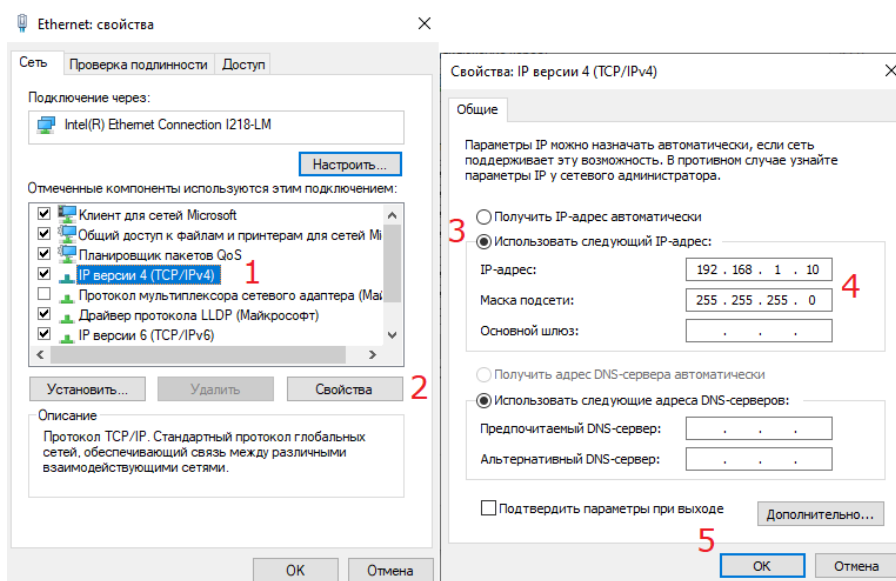 Ethernet: свойства
Сеть Проверка подлинности Доступ
Подключение через:
Intel(R) Ethernet Connection I218-LM
Настроить...
Отмеченные компоненты используются этим подключением:
Клиент для сетей Microsoft
Общий доступ к файлам и принтерам для сетей Mi
Планировщик пакетов QoS
IP версии 4 (TCP/IPv4) 1
Протокол мультиплексора сетевого адаптера (Май
Драйвер протокола LLDP (Майкрософт)
IP версии 6 (TCP/IPv6)
Установить... Удалить Свойства 2
Описание
Протокол TCP/IP. Стандартный протокол глобальных
сетей, обеспечивающий связь между различными
взаимодействующими сетями.
OK Отмена
Свойства: IP версии 4 (TCP/IPv4)
Общие
Параметры IP можно назначать автоматически, если сеть
поддерживает эту возможность. В противном случае узнайте
параметры IP у сетевого администратора.
Получить IP-адрес автоматически
3 Использовать следующий IP-адрес:
IP-адрес: 192 . 168 . 1 . 10
4
Маска подсети: 255 . 255 . 255 . 0
Основной шлюз: . . .
Получить адрес DNS-сервера автоматически
Использовать следующие адреса DNS-серверов:
Предпочитаемый DNS-сервер: . . .
Альтернативный DNS-сервер: . . .
Подтвердить параметры при выходе
Дополнительно...
5
OK Отмена